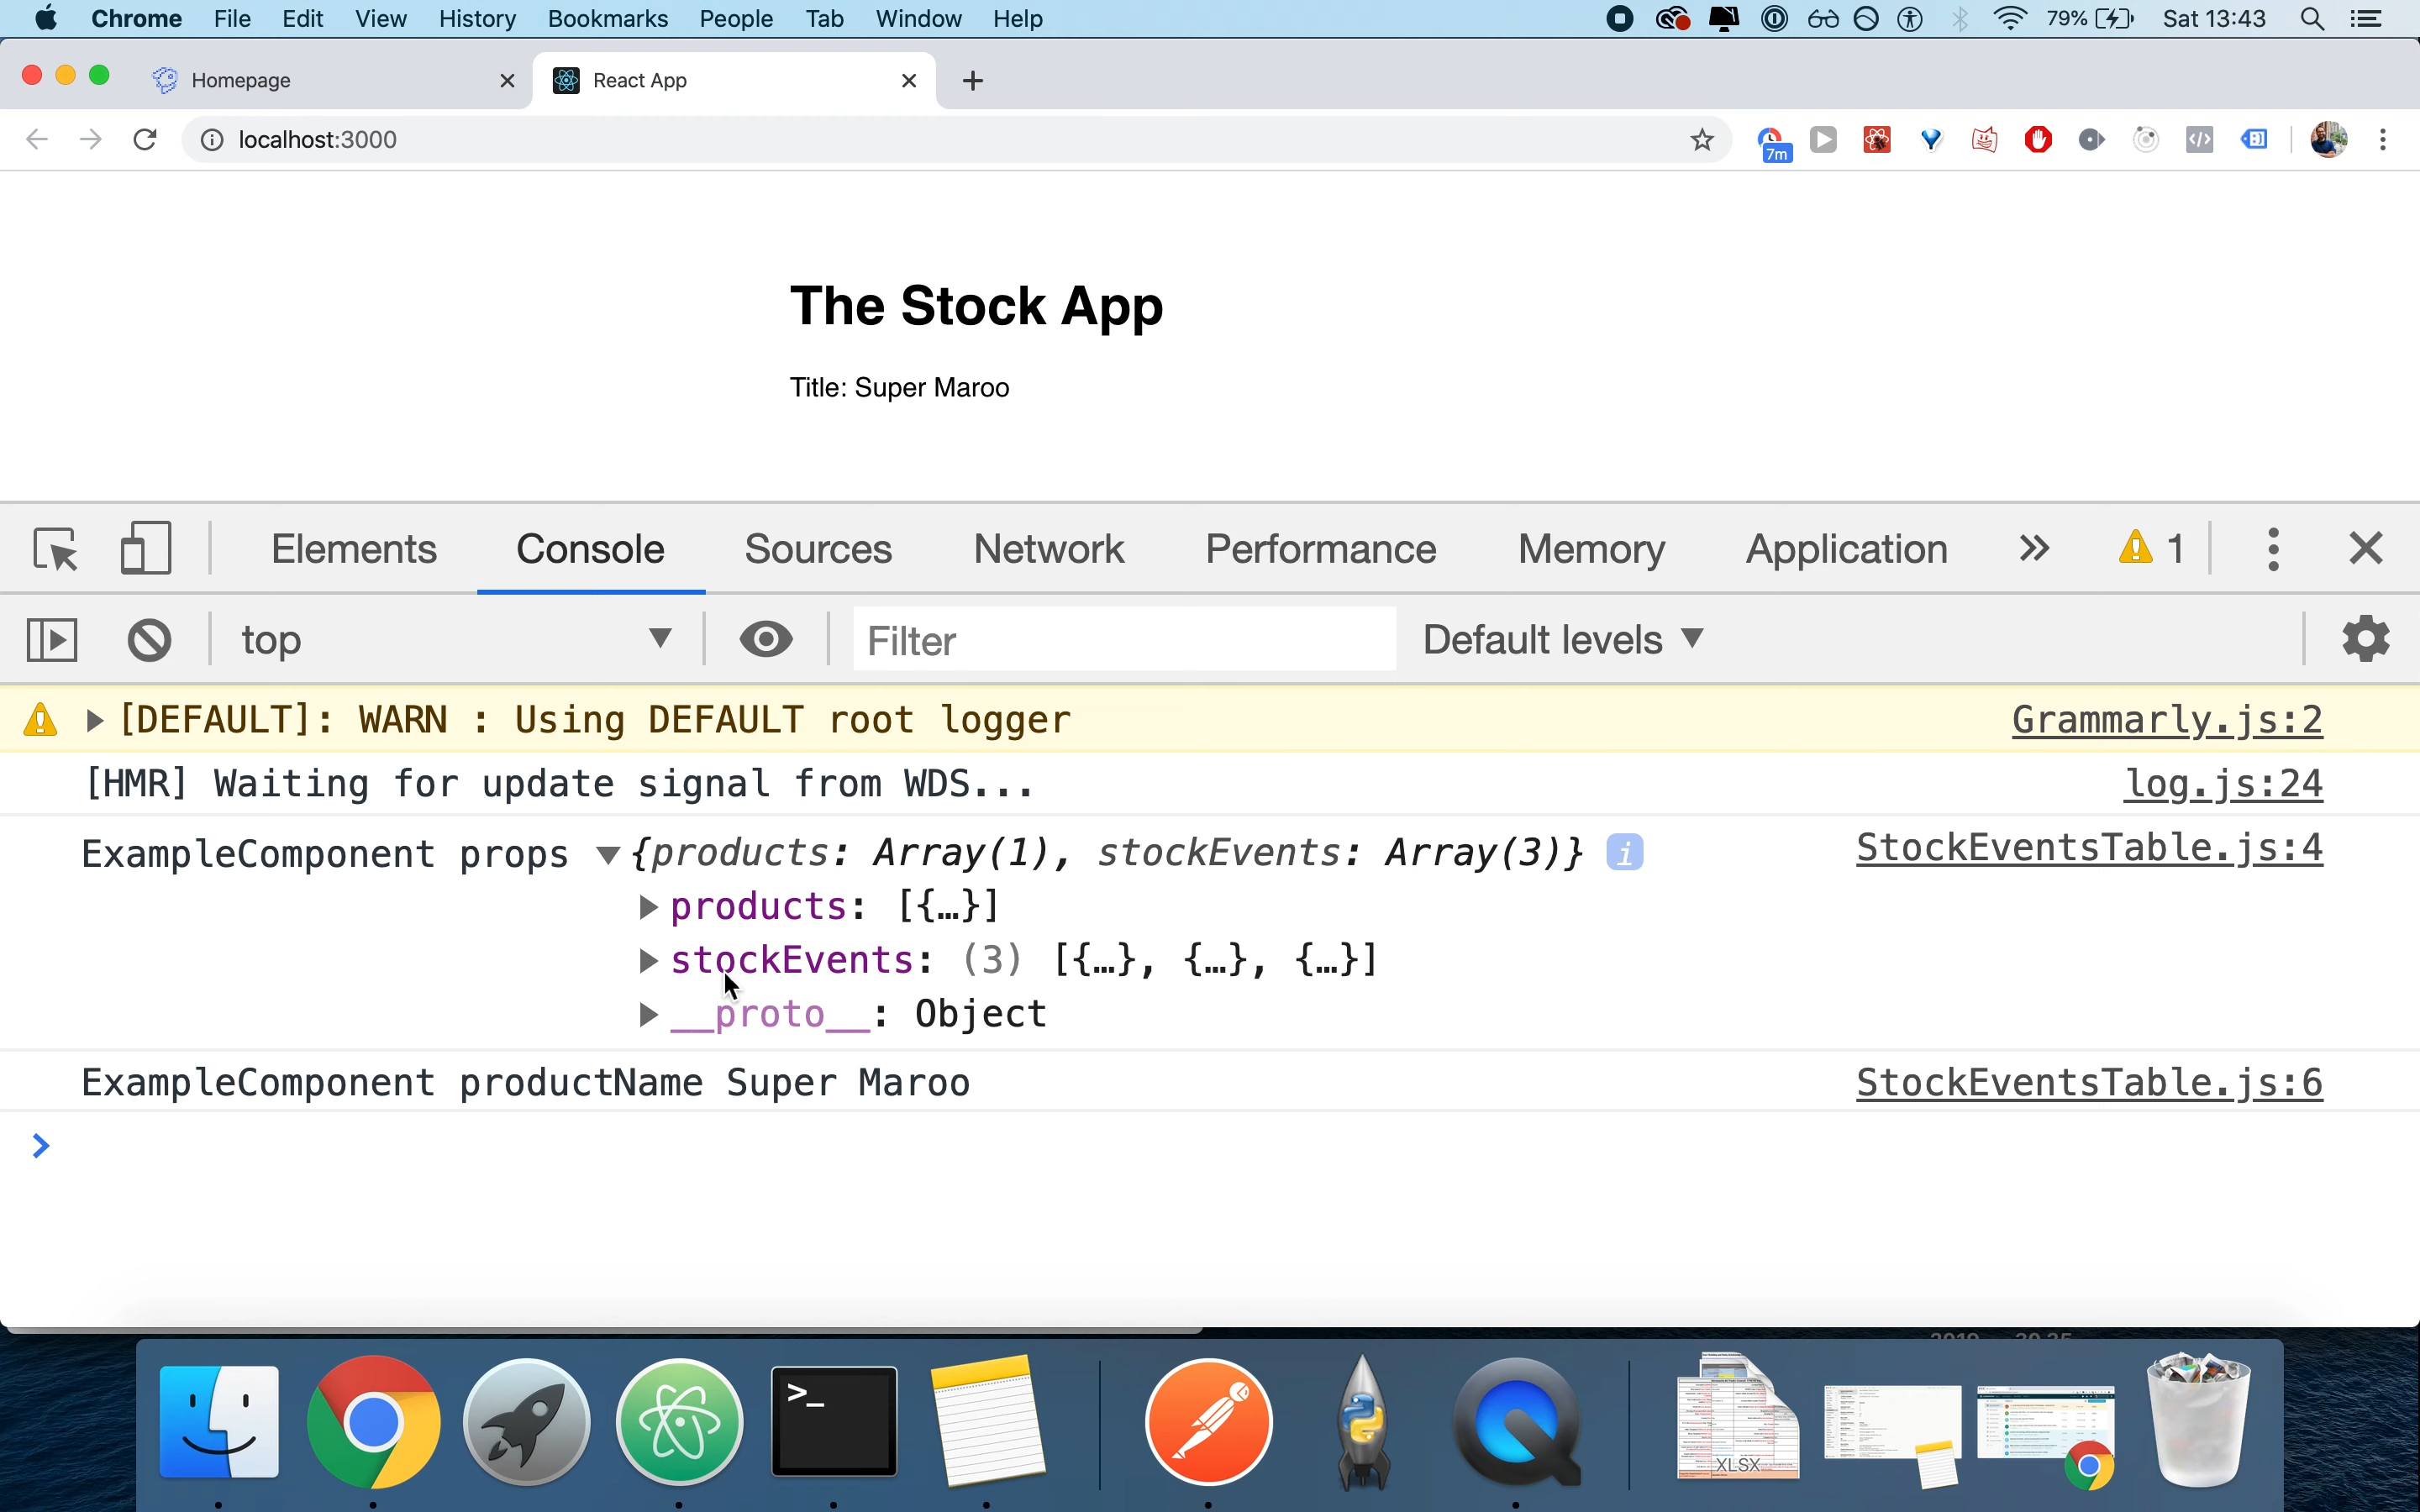 Chrome File Edit View History Bookmarks People Tab Window Help 79% Sat 13:43
Homepage React App
localhost:3000 7m
The Stock App
Title: Super Maroo
Elements Console Sources Network Performance Memory Application 1
top Filter Default levels
[DEFAULT]: WARN : Using DEFAULT root logger Grammarly.js:2
[HMR] Waiting for update signal from WDS... log.js:24
ExampleComponent props {products: Array(1), stockEvents: Array(3)} i StockEventsTable.js:4
products: [{…}]
stockEvents: (3) [{…}, {…}, {…}]
__proto__: Object
ExampleComponent productName Super Maroo StockEventsTable.js:6
XLSX